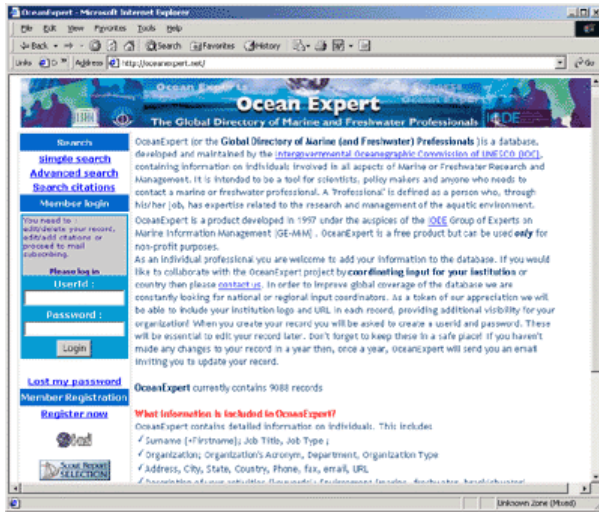 OceanExpert - Microsoft Internet Explorer
File Edit View Favorites Tools Help
Back Search Favorites History
Links Address http://oceanexpert.net/ Go
Ocean Expert
The Global Directory of Marine and Freshwater Professionals
IODE
Search
Simple search
Advanced search
Search citations
Member login
You need to :
edit/delete your record,
edit/add citations or
proceed to mail
subscribing.
Please log in
UserId :
Password :
Login
Lost my password
Member Registration
Register now
Scout Report
SELECTION
OceanExpert (or the Global Directory of Marine (and Freshwater) Professionals )is a database,
developed and maintained by the Intergovernmental Oceanographic Commission of UNESCO (IOC),
containing information on individuals involved in all aspects of Marine or Freshwater Research and
Management. It is intended to be a tool for scientists, policy makers and anyone who needs to
contact a marine or freshwater professional. A 'Professional' is defined as a person who, through
his/her job, has expertise related to the research and management of the aquatic environment.
OceanExpert is a product developed in 1997 under the auspices of the IODE Group of Experts on
Marine Information Management (GE-MIM) . OceanExpert is a free product but can be used only for
non-profit purposes.
As an individual professional you are welcome to add your information to the database. If you would
like to collaborate with the OceanExpert project by coordinating input for your institution or
country then please contact us. In order to improve global coverage of the database we are
constantly looking for national or regional input coordinators. As a token of our appreciation we will
be able to include your institution logo and URL in each record, providing additional visibility for your
organization! When you create your record you will be asked to create a userid and password. These
will be essential to edit your record later. Don't forget to keep these in a safe place! If you haven't
made any changes to your record in a year then, once a year, OceanExpert will send you an email
inviting you to update your record.
OceanExpert currently contains 9088 records
What information is included in OceanExpert?
OceanExpert contains detailed information on individuals. This includes
✓ Surname (+Firstname); Job Title, Job Type ;
✓ Organization; Organization's Acronym, Department, Organization Type
✓ Address, City, State, Country, Phone, fax, email, URL
Unknown Zone (Mixed)